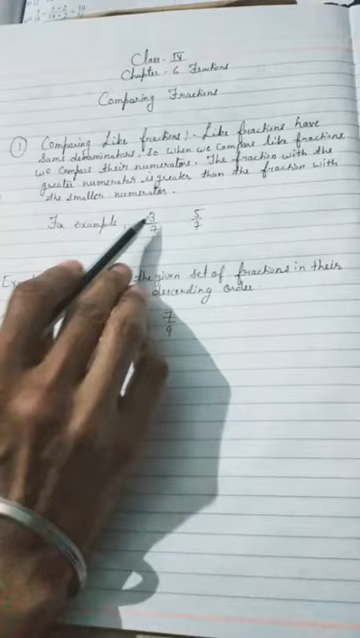 Class - IV
Chapter - 6 Fractions
Comparing Fractions
① Comparing Like fractions:- Like fractions have
same denominators, so when we compare like fractions
we compare their numerators. The fraction with the
greater numerator is greater than the fraction with
the smaller numerator.
For example, 3/7 5/7
the given set of fractions in their
descending order.
7/9